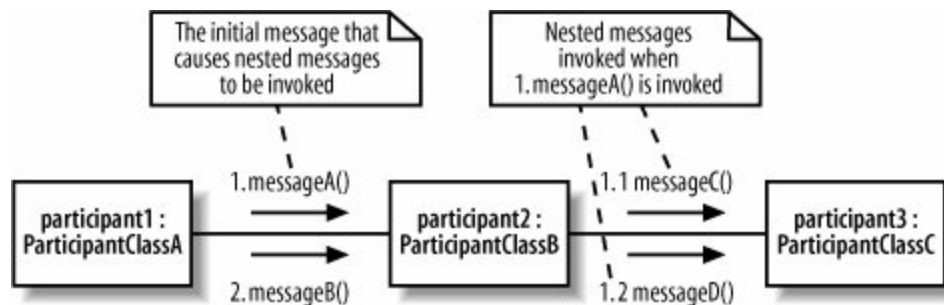 The initial message that
causes nested messages
to be invoked
Nested messages
invoked when
1. messageA() is invoked
1. messageA()
1.1 messageC()
participant1 :
ParticipantClassA
participant2 :
ParticipantClassB
participant3 :
ParticipantClassC
2. messageB()
1.2 messageD()